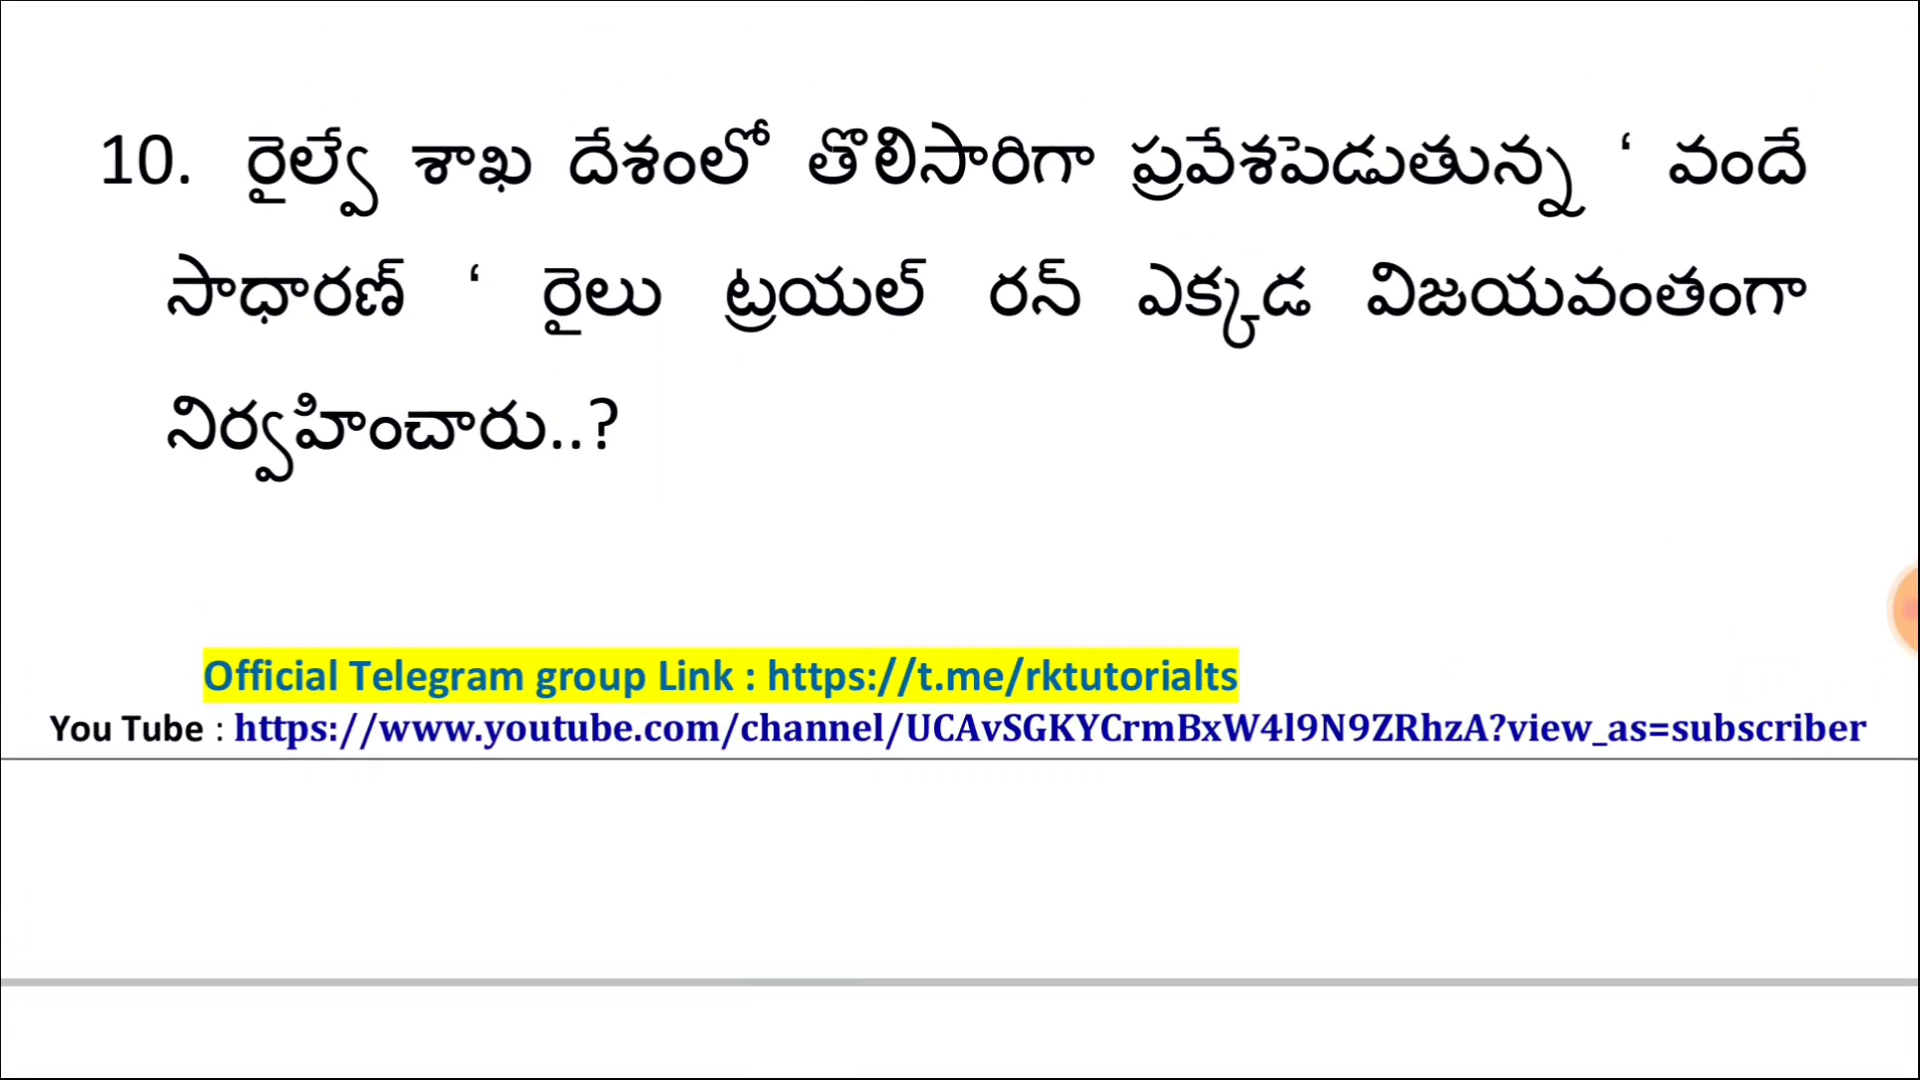 10. రైల్వే శాఖ దేశంలో తొలిసారిగా ప్రవేశపెడుతున్న ‘ వందే
సాధారణ్ ‘ రైలు ట్రయల్ రన్ ఎక్కడ విజయవంతంగా
నిర్వహించారు..?
Official Telegram group Link : https://t.me/rktutorialts
You Tube : https://www.youtube.com/channel/UCAvSGKYCrmBxW4l9N9ZRhzA?view_as=subscriber